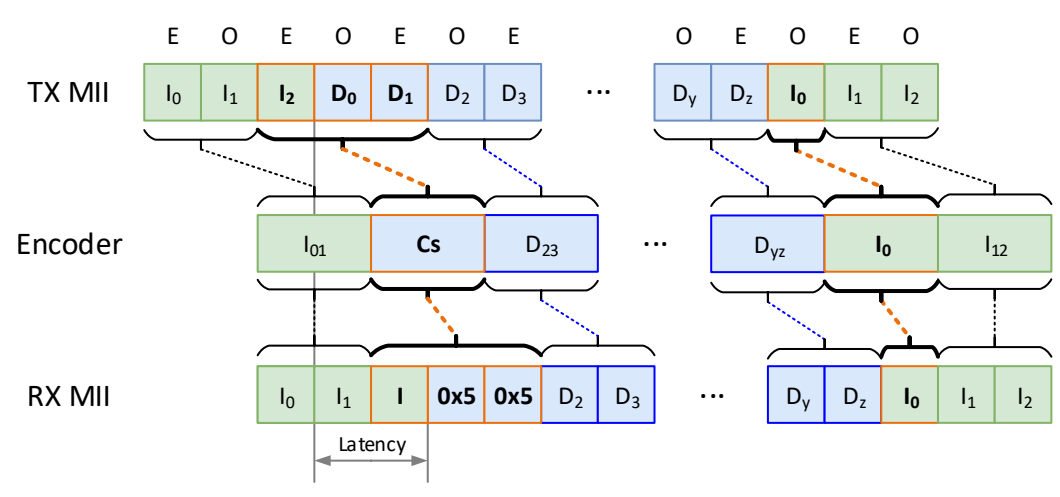 E O E O E O E O E O E O
TX MII I₀ I₁ I₂ D₀ D₁ D₂ D₃ ... Dy Dz I₀ I₁ I₂
Encoder I₀₁ Cs D₂₃ ... Dyz I₀ I₁₂
RX MII I₀ I₁ I 0x5 0x5 D₂ D₃ ... Dy Dz I₀ I₁ I₂
Latency